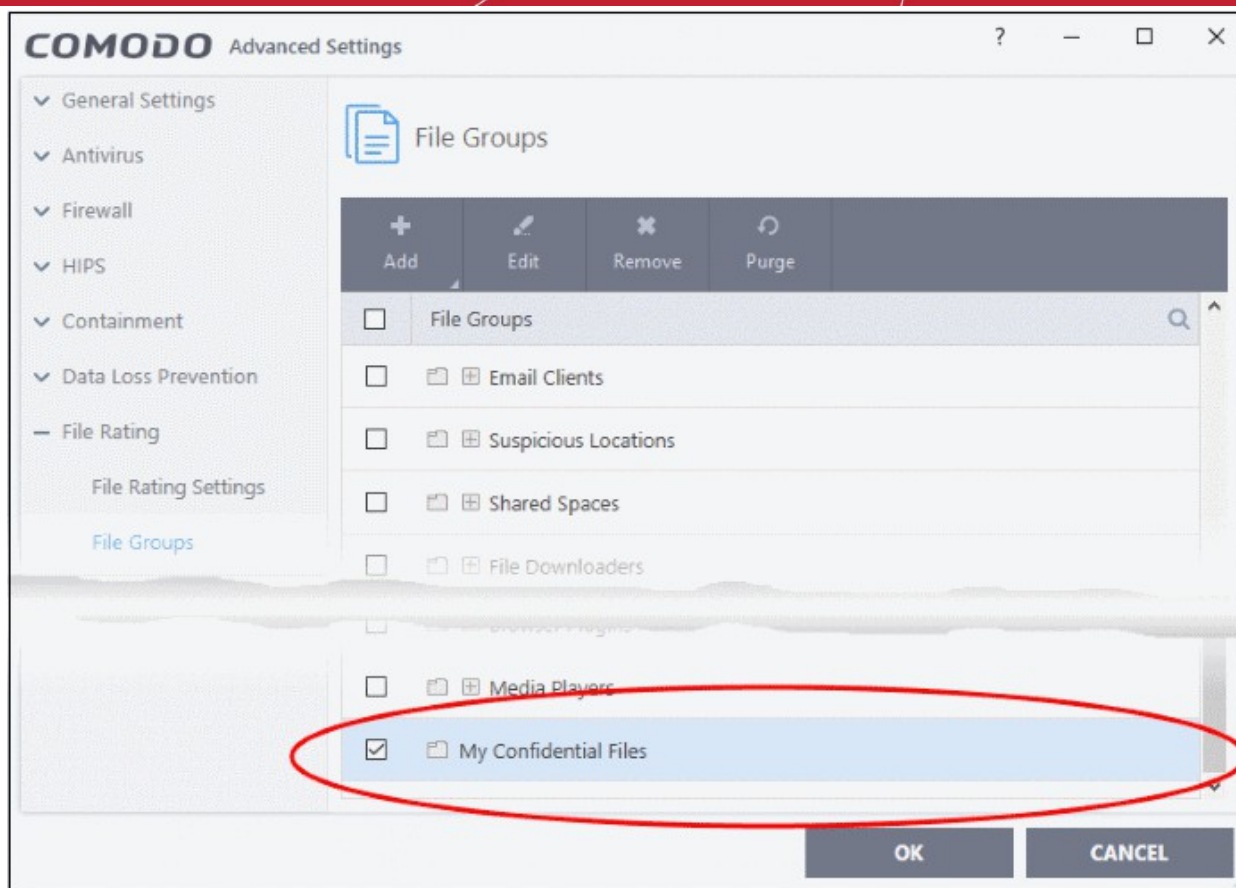 COMODO Advanced Settings ?
General Settings
Antivirus
Firewall
HIPS
Containment
Data Loss Prevention
File Rating
File Rating Settings
File Groups
File Groups
Add Edit Remove Purge
File Groups
Email Clients
Suspicious Locations
Shared Spaces
File Downloaders
Browser Plugins
Media Players
My Confidential Files
OK CANCEL